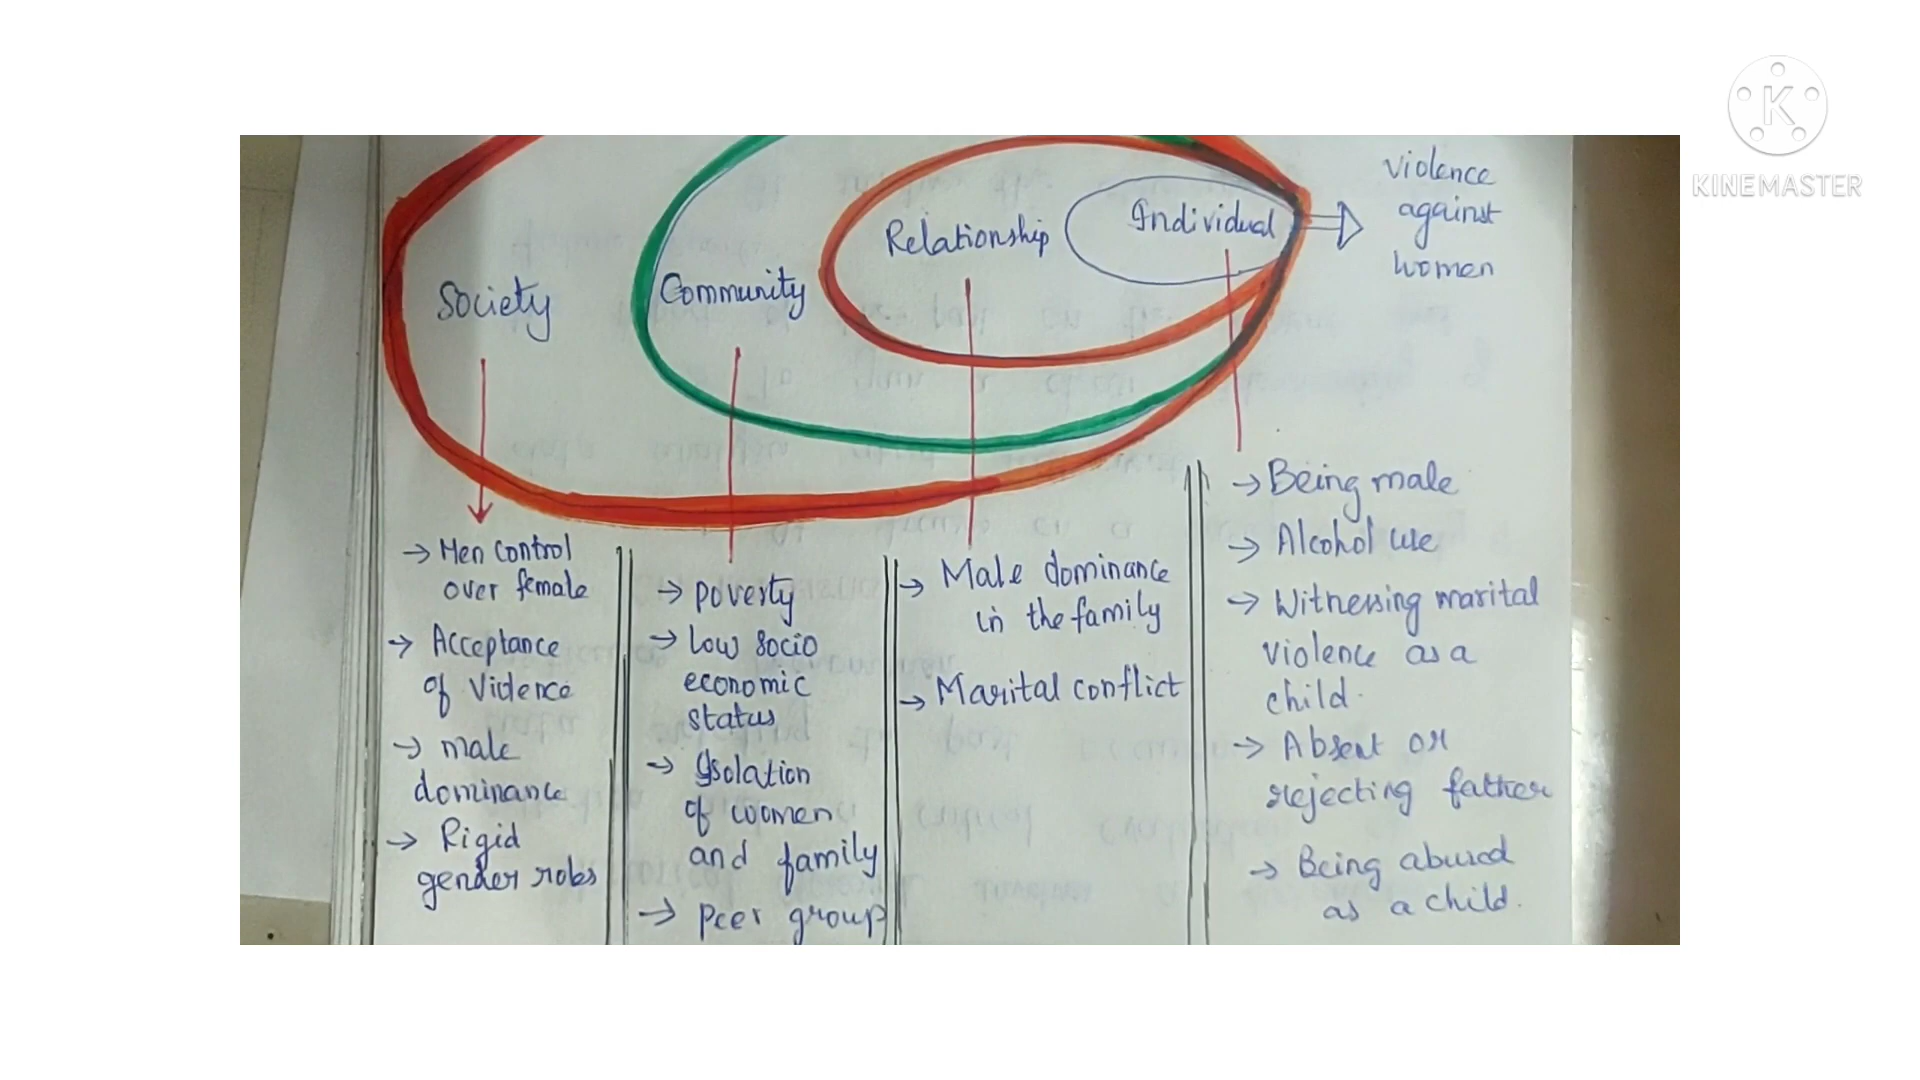 KINEMASTER
violence
against
women
Individual
Relationship
Community
Society
→ Men control
over female
→ Acceptance
of Violence
→ male
dominance
→ Rigid
gender roles
→ poverty
→ Low socio
economic
status
→ Isolation
of women
and family
→ Peer group
→ Male dominance
in the family
→ Marital conflict
→ Being male
→ Alcohol use
→ Witnessing marital
violence as a
child.
→ Absent or
rejecting father
→ Being abused
as a child.